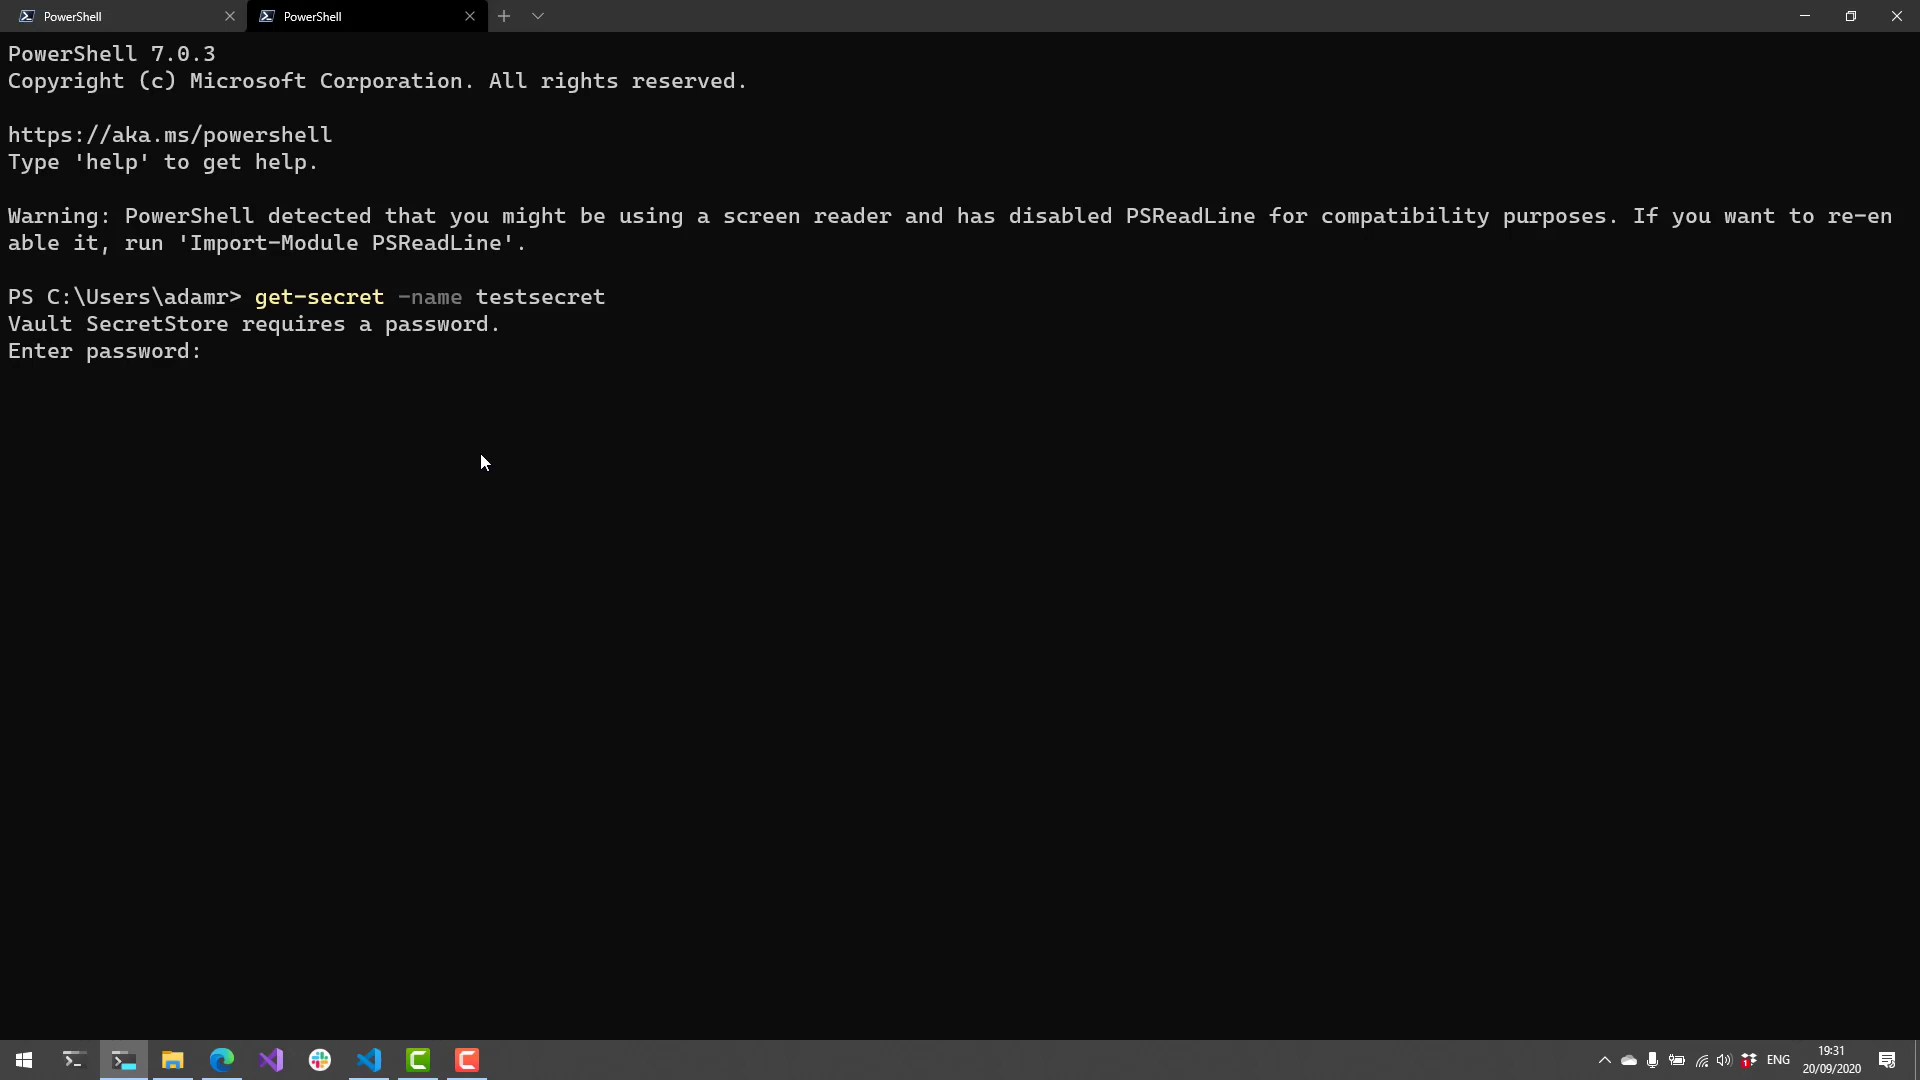 PowerShell
PowerShell
PowerShell 7.0.3
Copyright (c) Microsoft Corporation. All rights reserved.
https://aka.ms/powershell
Type 'help' to get help.
Warning: PowerShell detected that you might be using a screen reader and has disabled PSReadLine for compatibility purposes. If you want to re-en
able it, run 'Import-Module PSReadLine'.
PS C:\Users\adamr> get-secret -name testsecret
Vault SecretStore requires a password.
Enter password:
ENG
19:31
20/09/2020